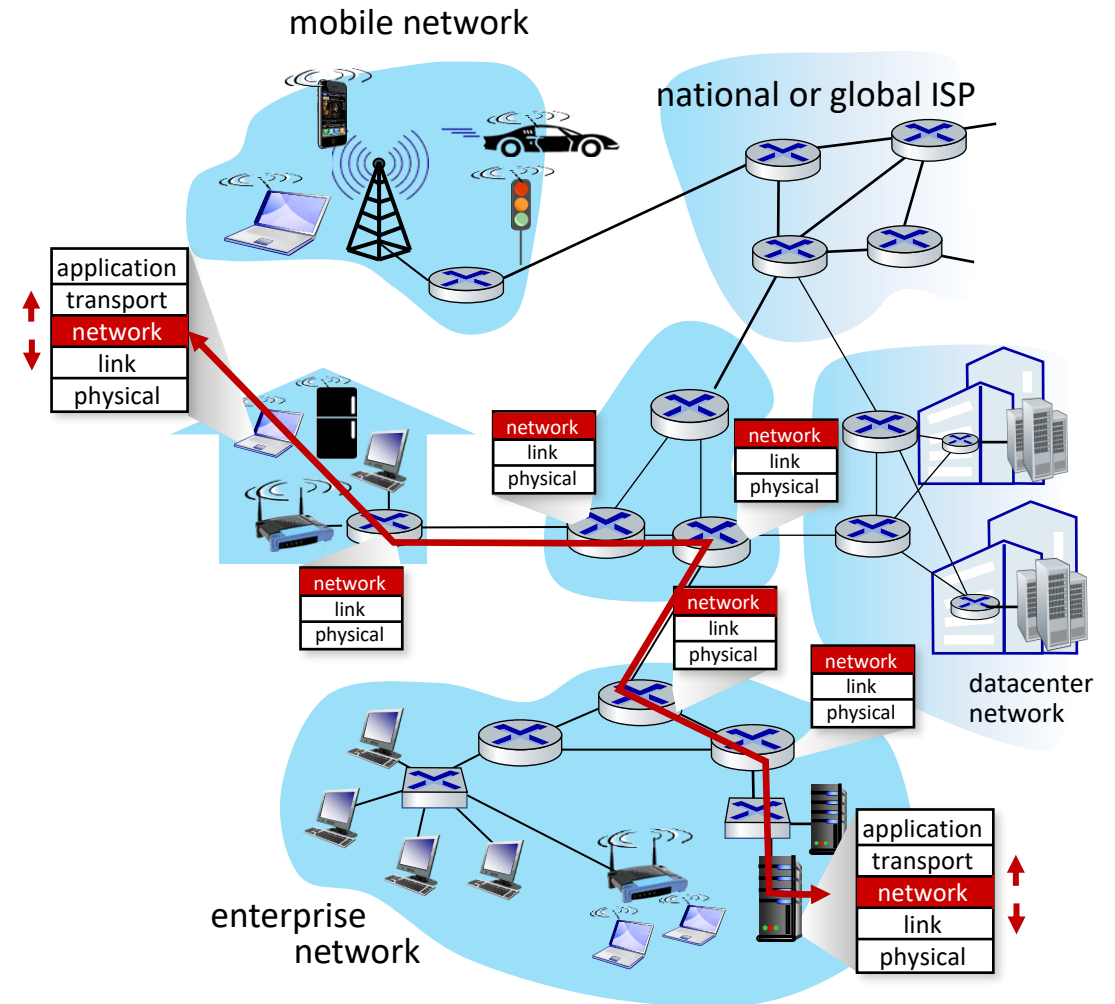 mobile network
national or global ISP
application
transport
network
link
physical
network
link
physical
network
link
physical
network
link
physical
network
link
physical
network
link
physical
datacenter
network
application
transport
network
link
physical
enterprise
network